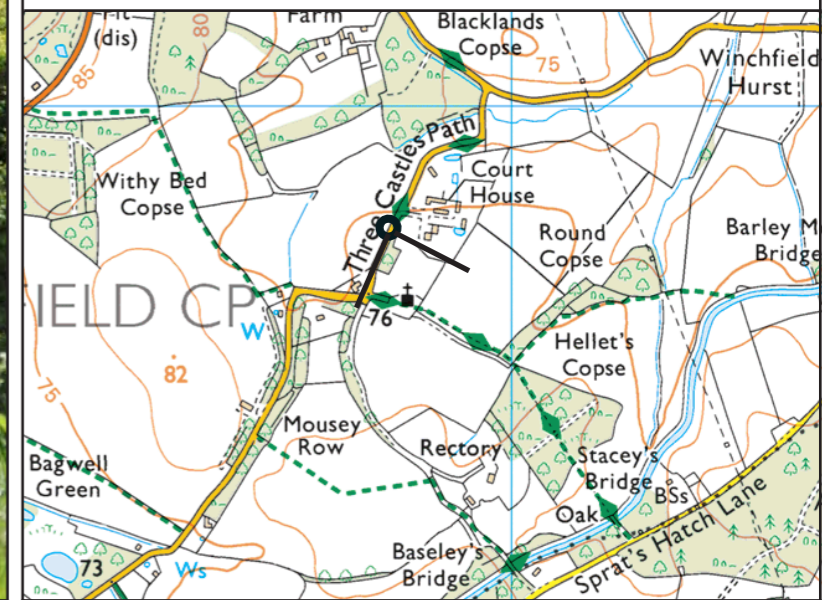 Farm
(dis)
80
85
Blacklands
Copse
75
Winchfield
Hurst
Three Castles Path
Court
House
Withy Bed
Copse
Round
Copse
Barley M
Bridge
IELD CP
W
76
Hellet's
Copse
82
75
Mousey
Row
Rectory
Bagwell
Green
Stacey's
Bridge
BSs
Oak
Sprat's Hatch Lane
Baseley's
Bridge
73
Ws